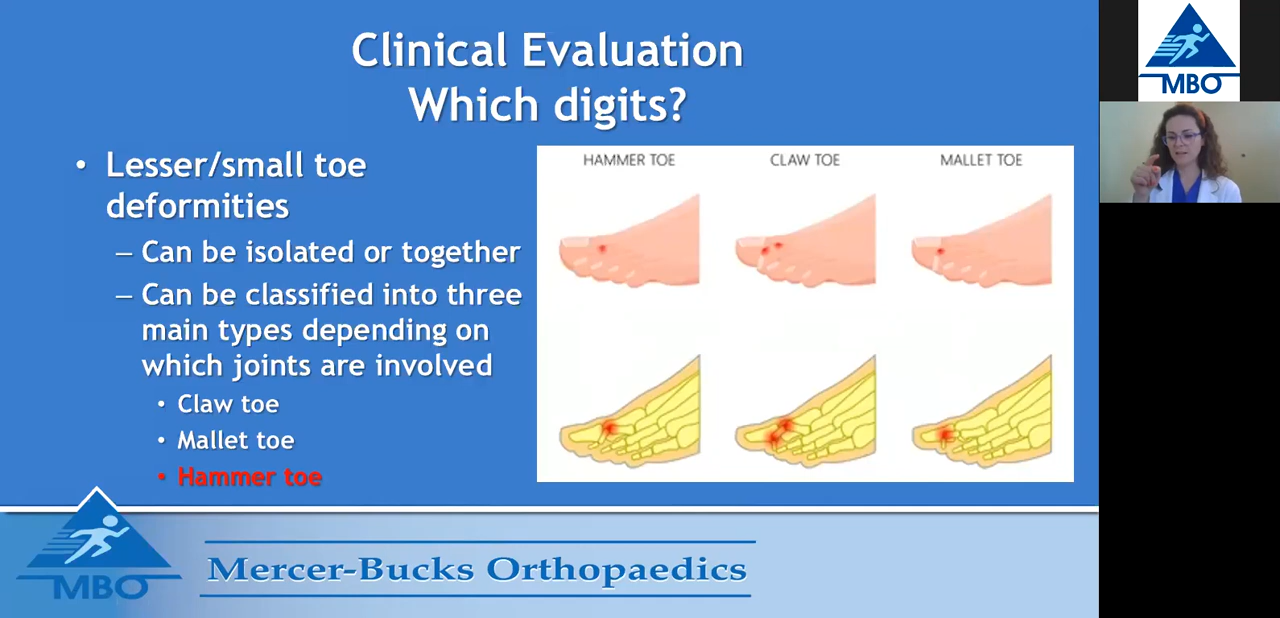 Clinical Evaluation
Which digits?
• Lesser/small toe
deformities
– Can be isolated or together
– Can be classified into three
main types depending on
which joints are involved
• Claw toe
• Mallet toe
• Hammer toe
HAMMER TOE
CLAW TOE
MALLET TOE
MBO
Mercer-Bucks Orthopaedics
MBO